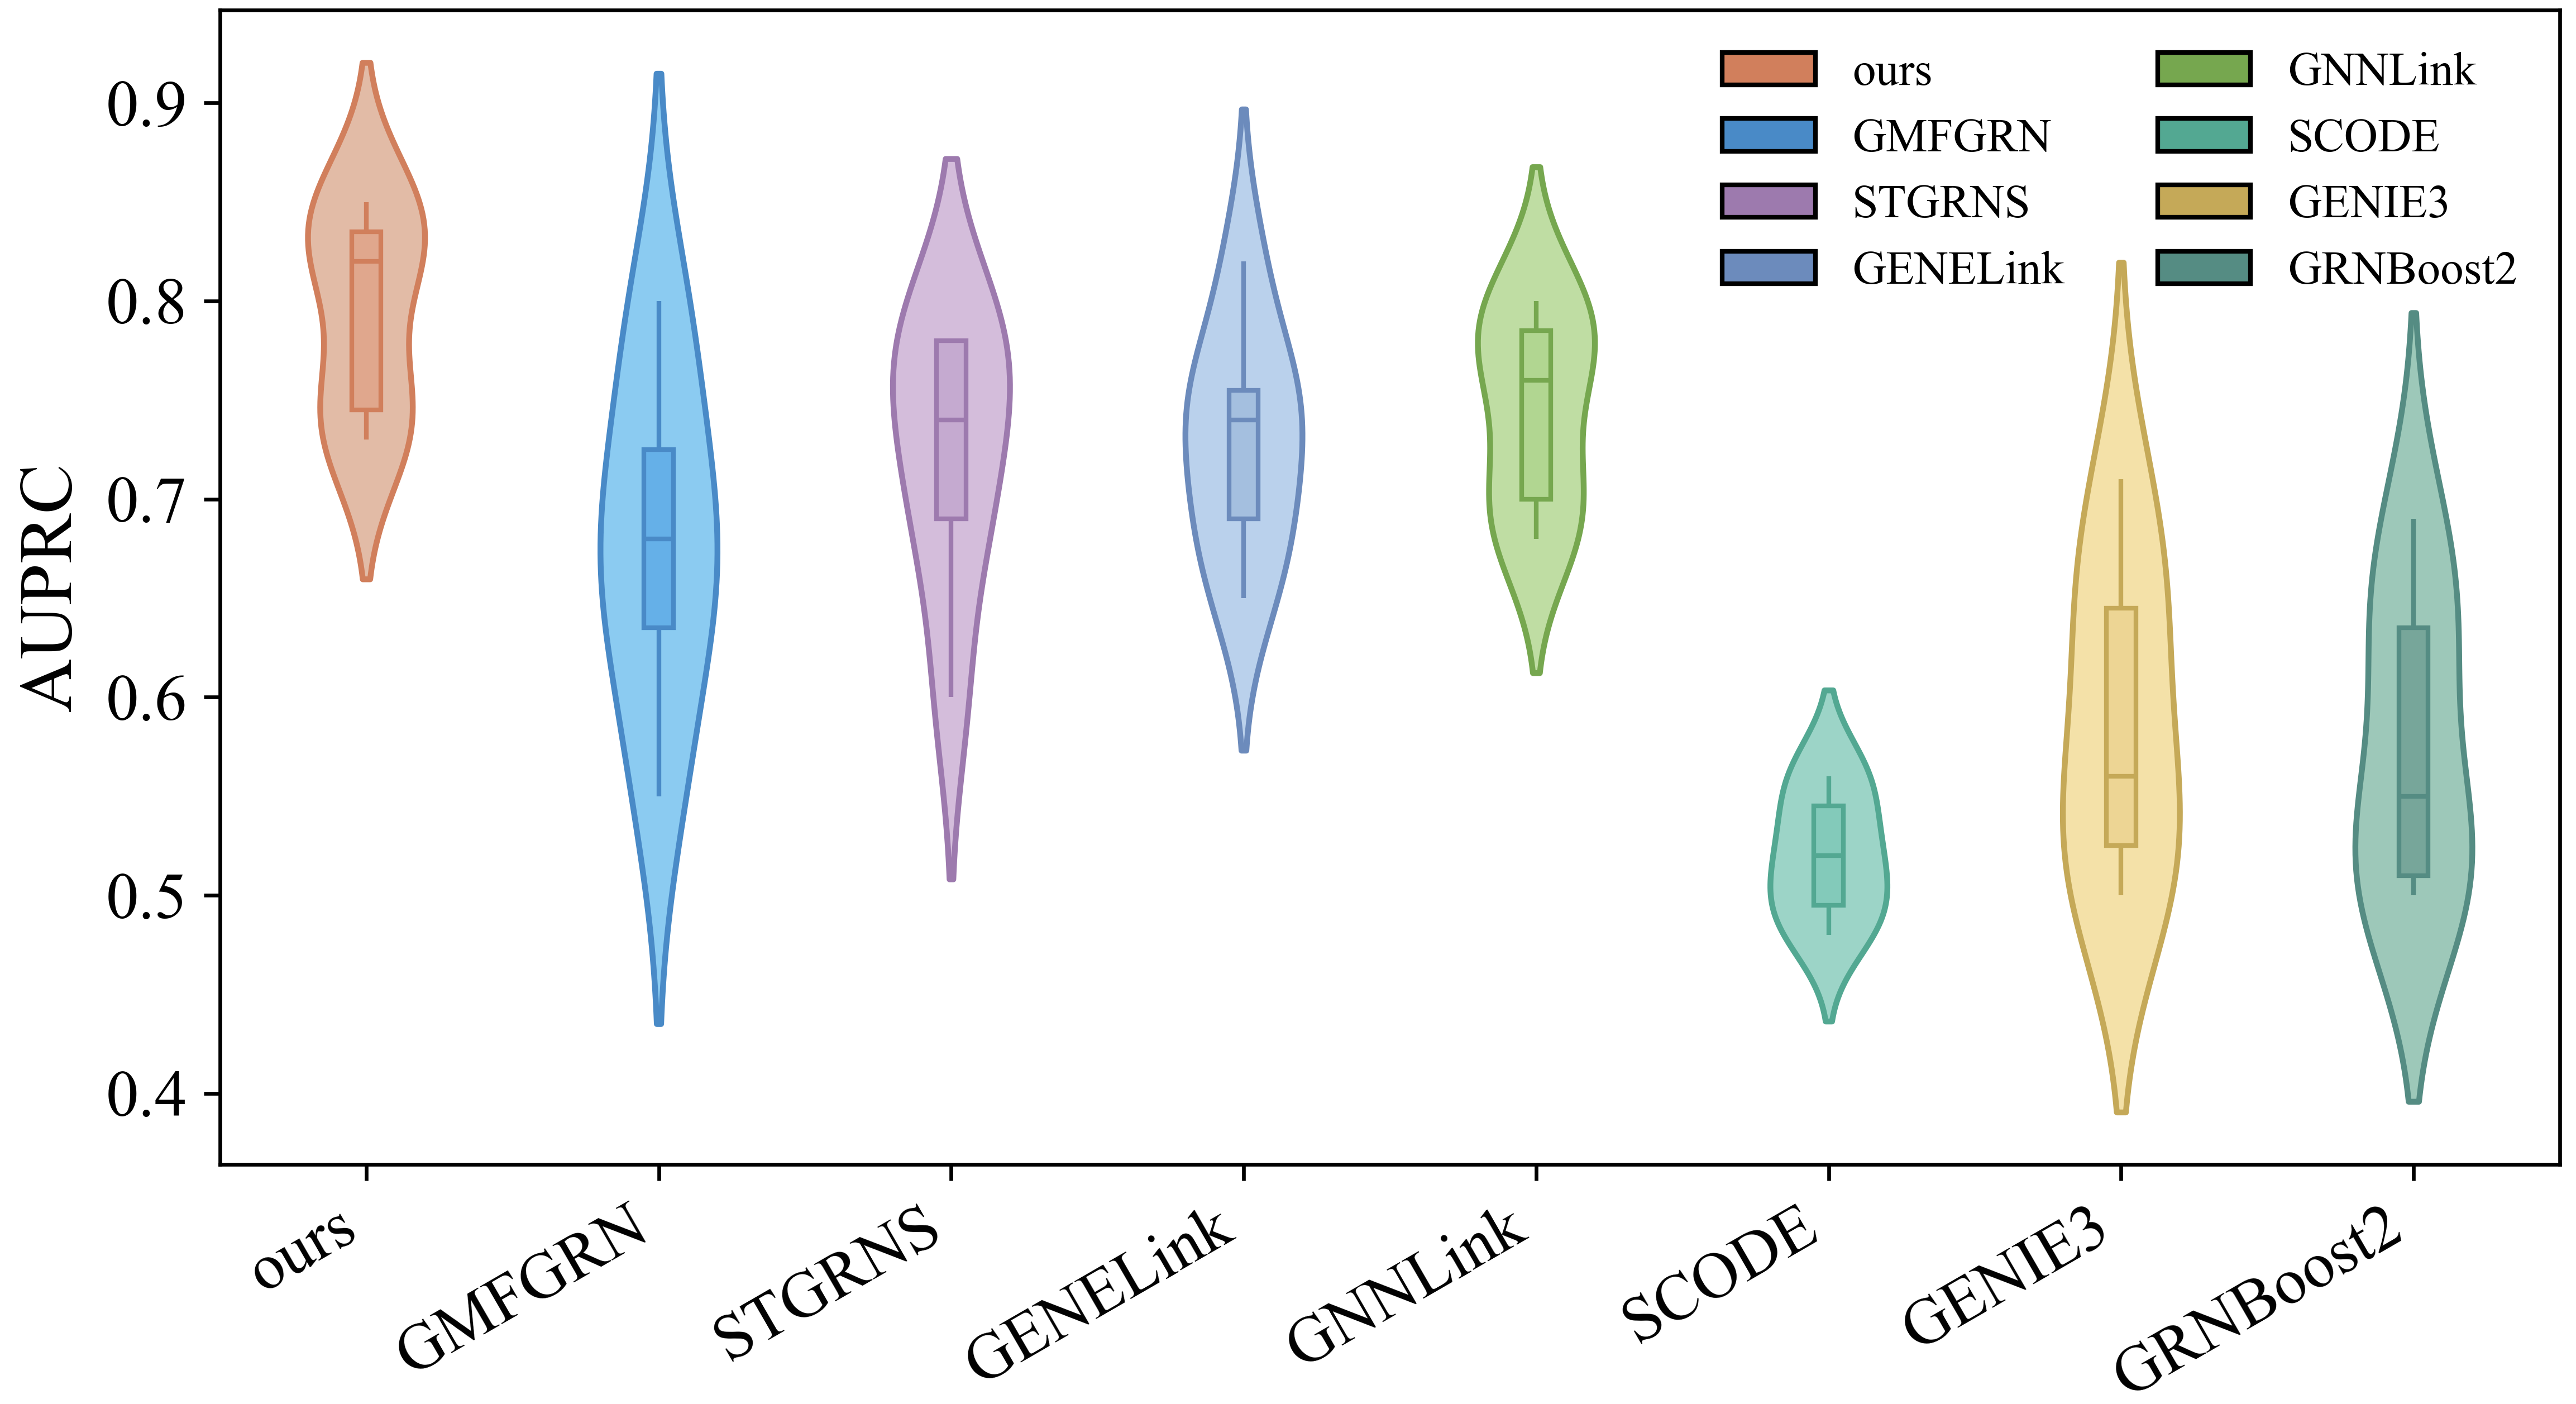 AUPRC
0.9
0.8
0.7
0.6
0.5
0.4
ours
GMFGRN
STGRNS
GENELink
GNNLink
SCODE
GENIE3
GRNBoost2
ours
GMFGRN
STGRNS
GENELink
GNNLink
SCODE
GENIE3
GRNBoost2